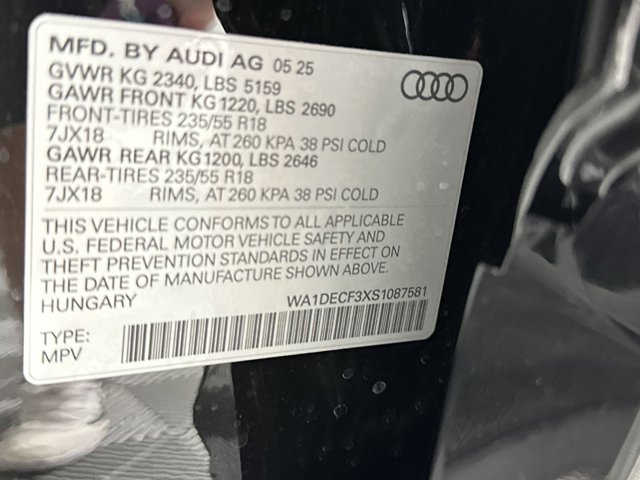 MFD. BY AUDI AG 05 25
GVWR KG 2340, LBS 5159
GAWR FRONT KG 1220, LBS 2690
FRONT-TIRES 235/55 R18
7JX18 RIMS, AT 260 KPA 38 PSI COLD
GAWR REAR KG 1200, LBS 2646
REAR-TIRES 235/55 R18
7JX18 RIMS, AT 260 KPA 38 PSI COLD
THIS VEHICLE CONFORMS TO ALL APPLICABLE
U.S. FEDERAL MOTOR VEHICLE SAFETY AND
THEFT PREVENTION STANDARDS IN EFFECT ON
THE DATE OF MANUFACTURE SHOWN ABOVE.
HUNGARY WA1DECF3XS1087581
TYPE:
MPV